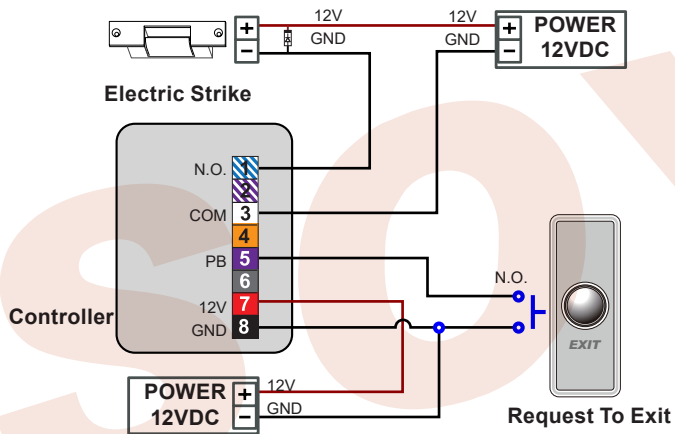 12V
12V
+
+
POWER
GND
GND
−
−
12VDC
Electric Strike
N.O.
1
2
COM
3
4
PB
5
N.O.
6
12V
7
Controller
GND
8
EXIT
POWER
+
12V
12VDC
−
GND
Request To Exit